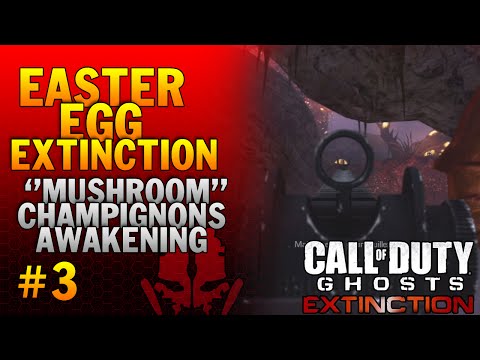 EASTER
EGG
EXTINCTION
‘’MUSHROOM’’
CHAMPIGNONS
AWAKENING
#3
CALL OF DUTY
GHOSTS
EXTINCTION